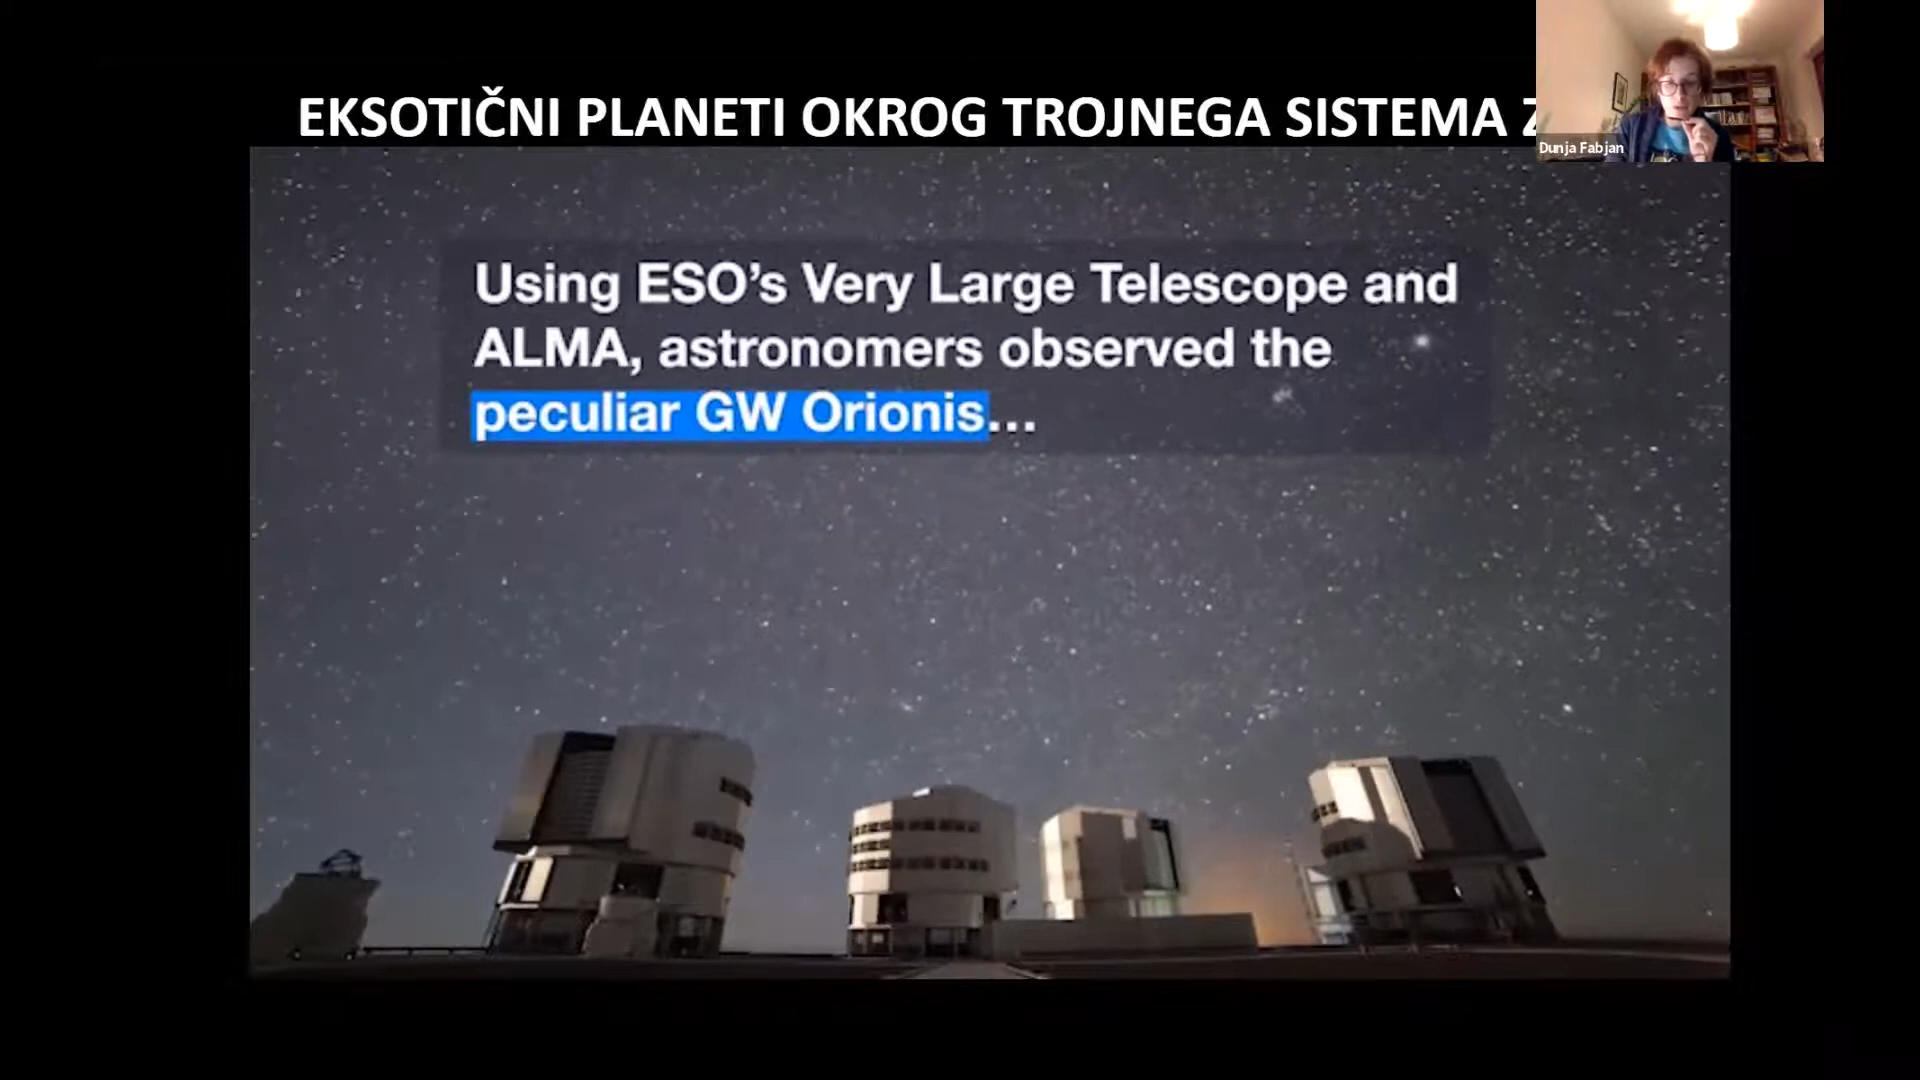 EKSOTIČNI PLANETI OKROG TROJNEGA SISTEMA
Dunja Fabjan
Using ESO’s Very Large Telescope and
ALMA, astronomers observed the
peculiar GW Orionis...